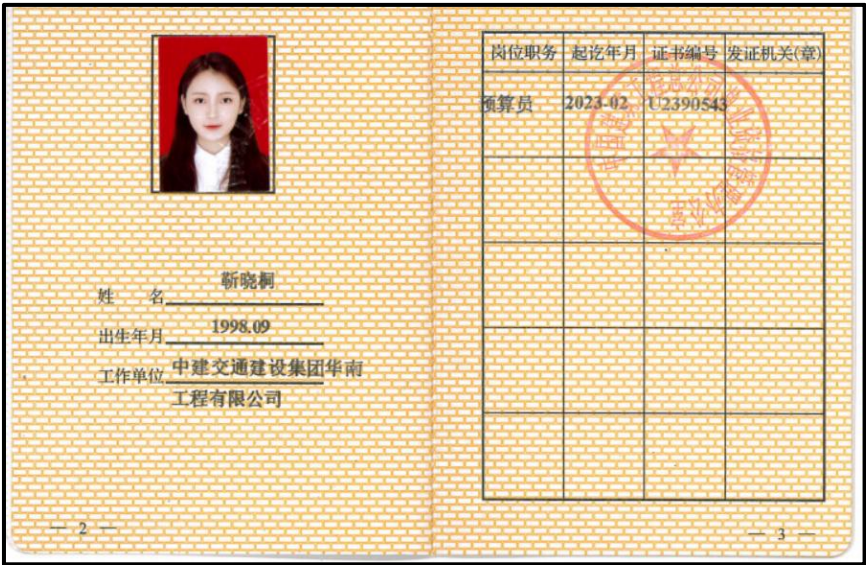 姓 名 靳晓桐
出生年月 1998.09
工作单位 中建交通建设集团华南
工程有限公司
— 2 —
岗位职务 起讫年月 证书编号 发证机关(章)
预算员 2023-02 U2390543
— 3 —